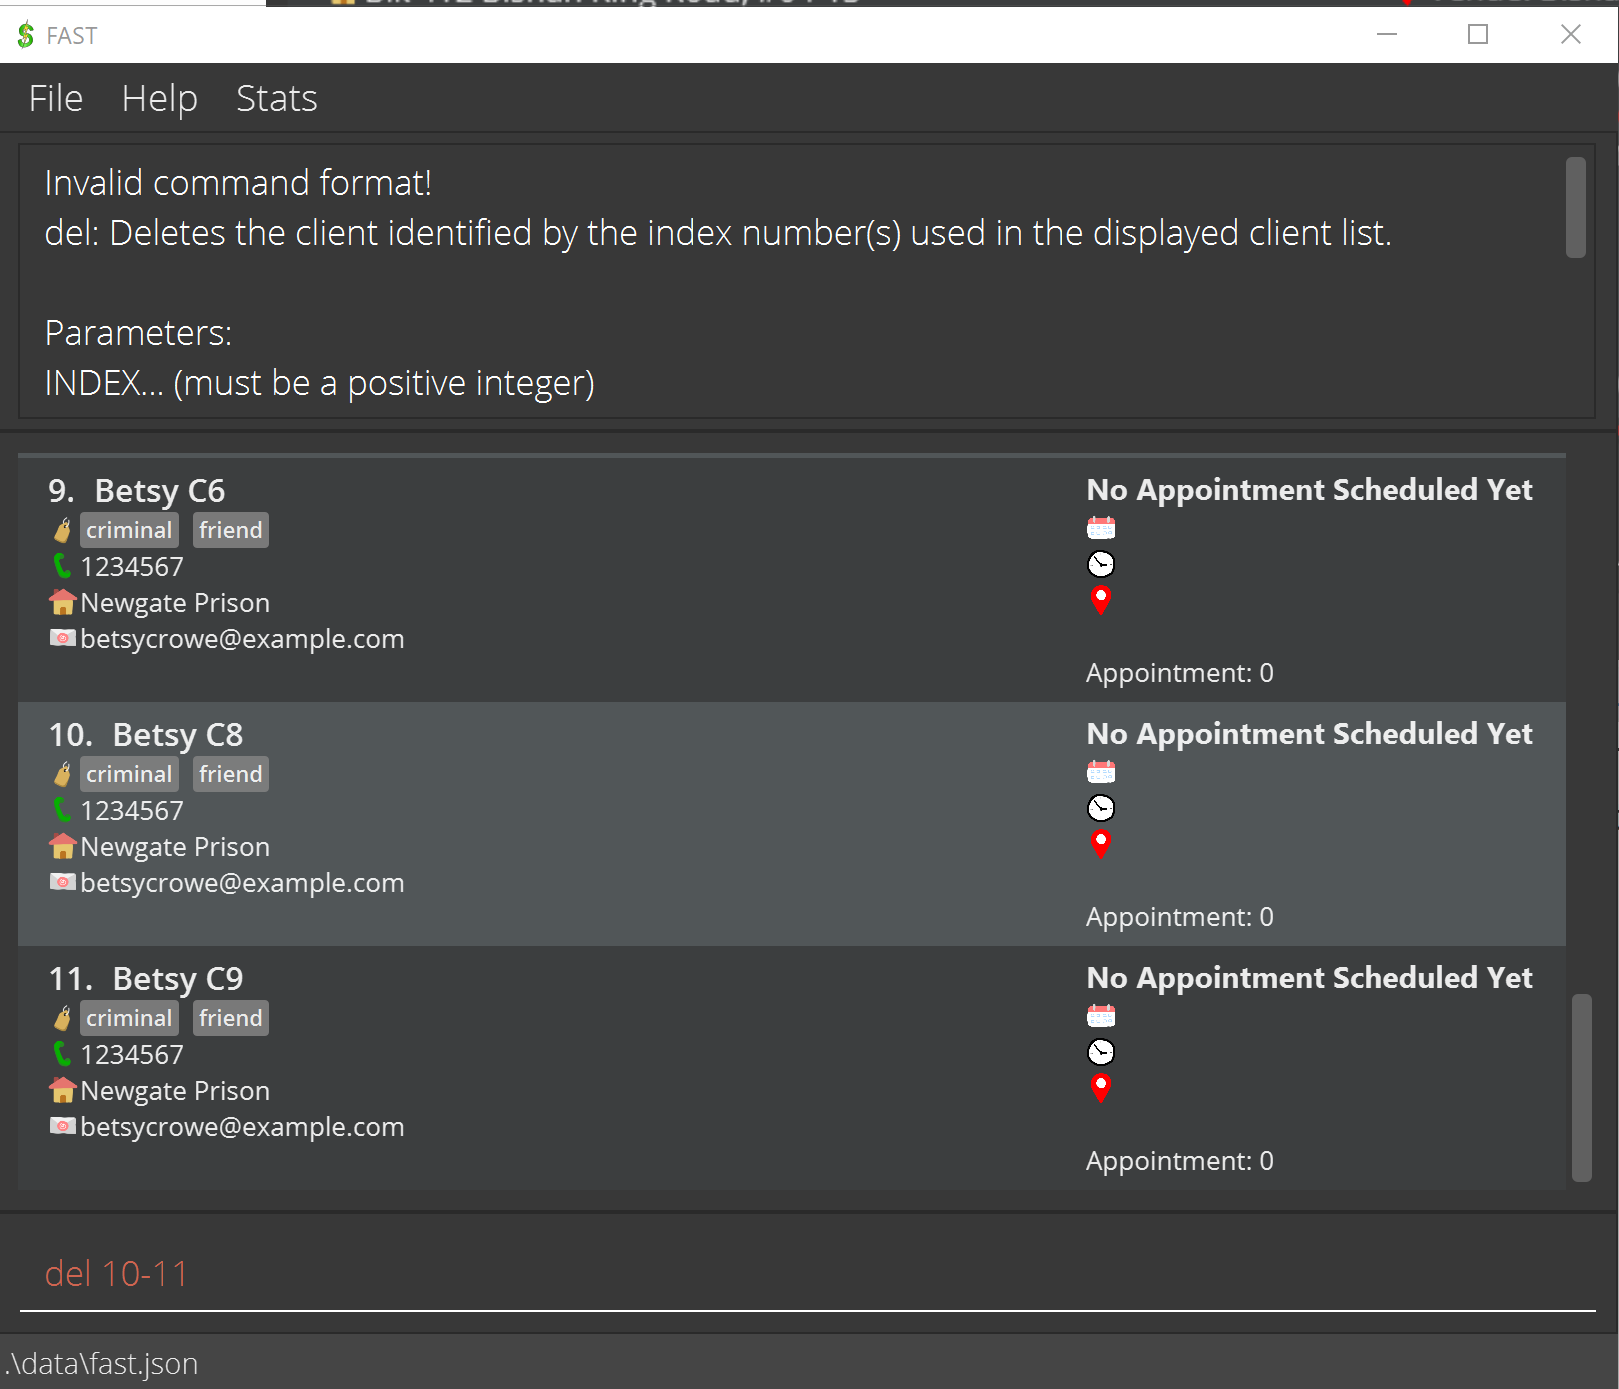 FAST
File Help Stats
Invalid command format!
del: Deletes the client identified by the index number(s) used in the displayed client list.
Parameters:
INDEX... (must be a positive integer)
9. Betsy C6
criminal friend
1234567
Newgate Prison
betsycrowe@example.com
No Appointment Scheduled Yet
Appointment: 0
10. Betsy C8
criminal friend
1234567
Newgate Prison
betsycrowe@example.com
No Appointment Scheduled Yet
Appointment: 0
11. Betsy C9
criminal friend
1234567
Newgate Prison
betsycrowe@example.com
No Appointment Scheduled Yet
Appointment: 0
del 10-11
.\data\fast.json